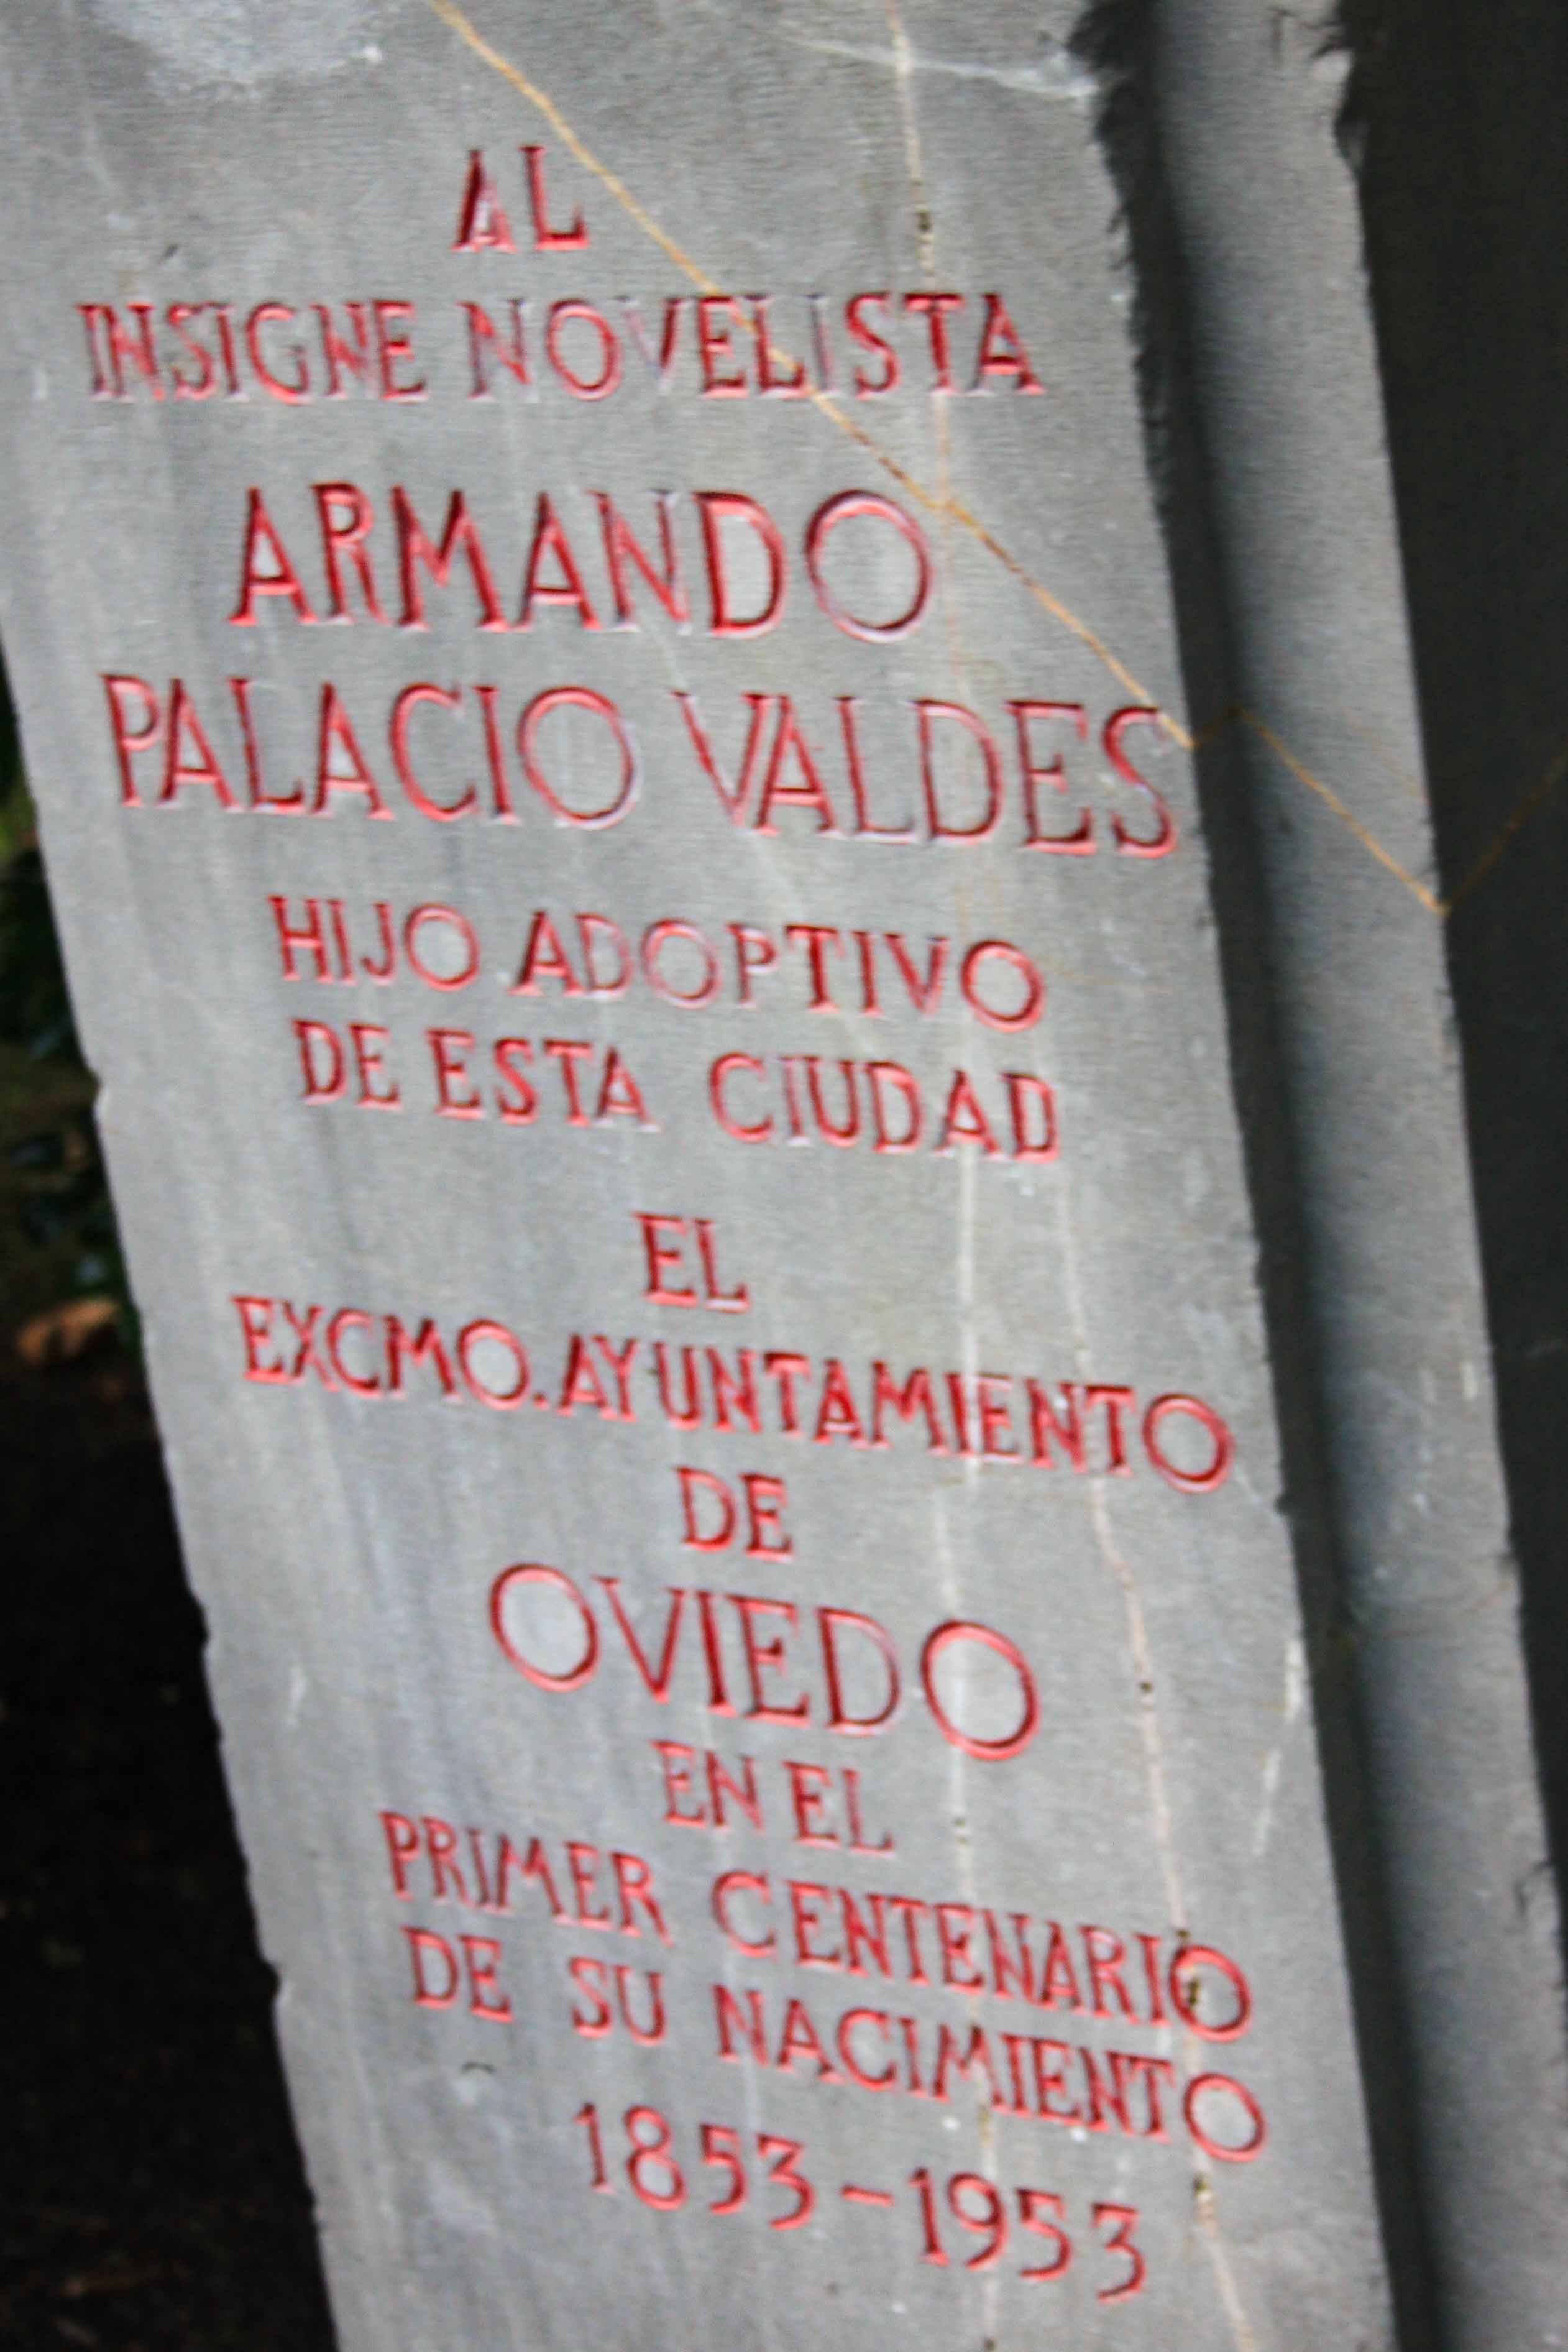 AL
INSIGNE NOVELISTA
ARMANDO
PALACIO VALDES
HIJO ADOPTIVO
DE ESTA CIUDAD
EL
EXCMO. AYUNTAMIENTO
DE
OVIEDO
EN EL
PRIMER CENTENARIO
DE SU NACIMIENTO
1853-1953